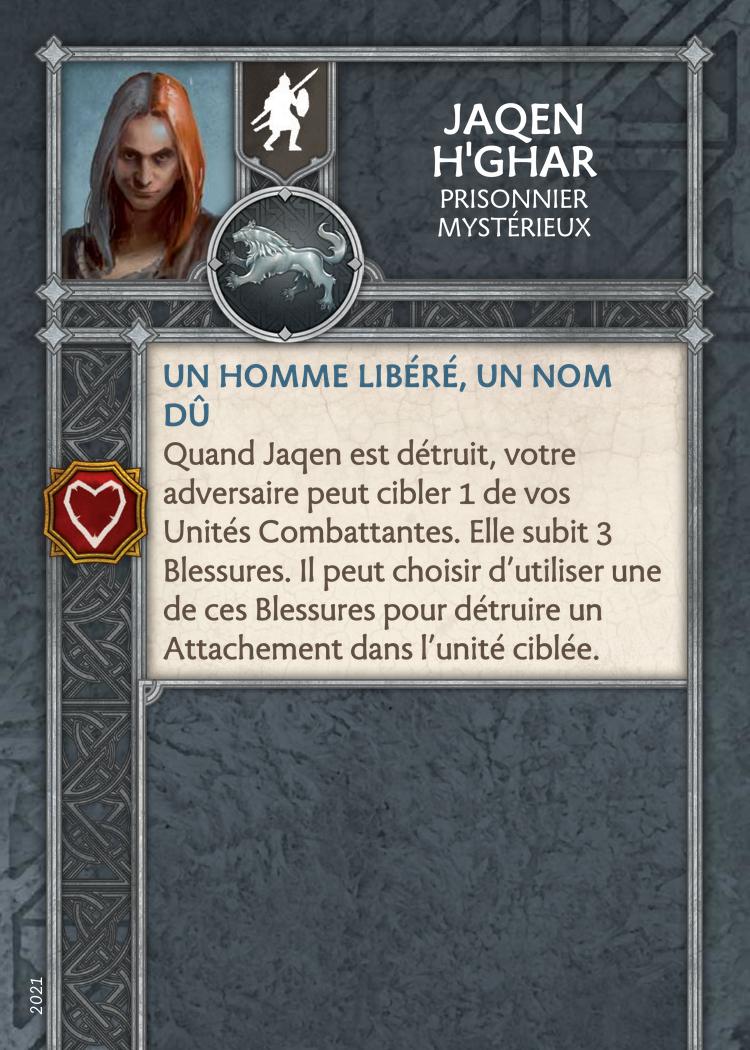 JAQEN
H'GHAR
PRISONNIER
MYSTÉRIEUX
UN HOMME LIBÉRÉ, UN NOM
DÛ
Quand Jaqen est détruit, votre
adversaire peut cibler 1 de vos
Unités Combattantes. Elle subit 3
Blessures. Il peut choisir d’utiliser une
de ces Blessures pour détruire un
Attachement dans l’unité ciblée.
2021